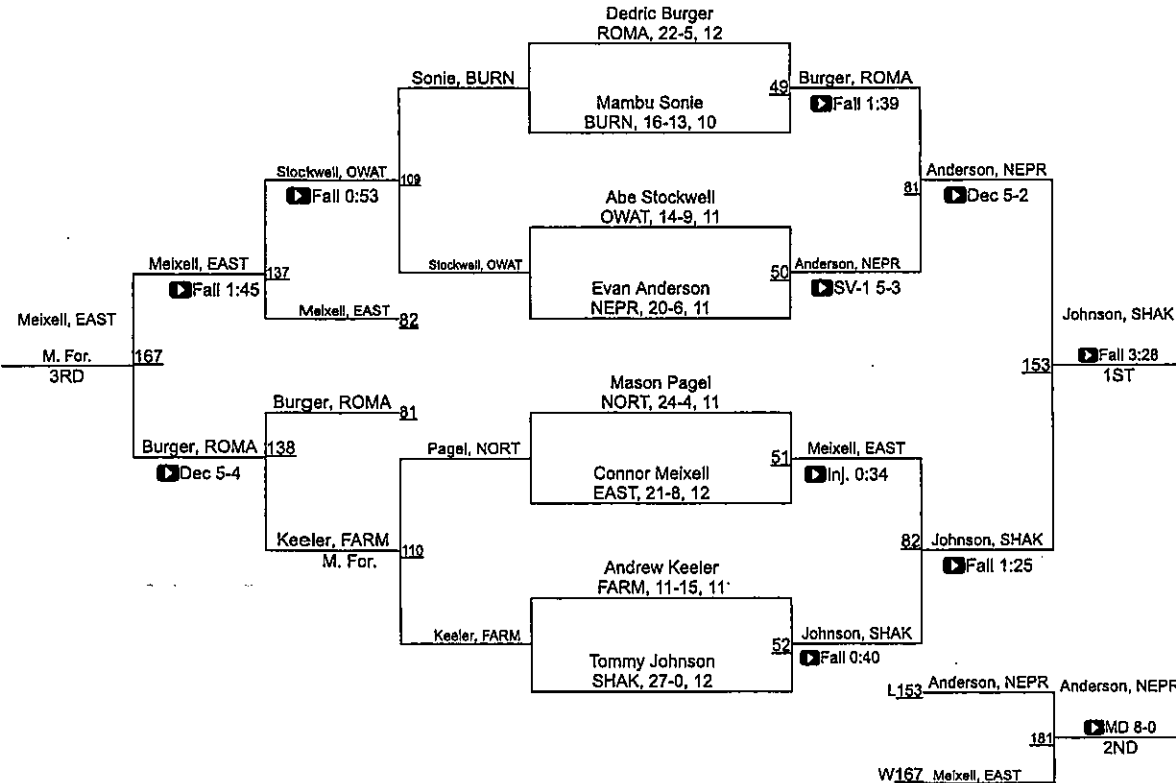 Dedric Burger
ROMA, 22-5, 12
Sonie, BURN
49
Burger, ROMA
Fall 1:39
Mambu Sonie
BURN, 16-13, 10
Stockwell, OWAT
109
Fall 0:53
Anderson, NEPR
81
Dec 5-2
Abe Stockwell
OWAT, 14-9, 11
Stockwell, OWAT
50
Anderson, NEPR
SV-1 5-3
Evan Anderson
NEPR, 20-6, 11
Meixell, EAST
137
Fall 1:45
Meixell, EAST
82
Meixell, EAST
M. For.
167
3RD
Johnson, SHAK
Fall 3:28
153
1ST
Mason Pagel
NORT, 24-4, 11
Burger, ROMA
81
Burger, ROMA
138
Dec 5-4
Pagel, NORT
51
Meixell, EAST
Inj. 0:34
Connor Meixell
EAST, 21-8, 12
Keeler, FARM
110
M. For.
82
Johnson, SHAK
Fall 1:25
Andrew Keeler
FARM, 11-15, 11
Keeler, FARM
52
Johnson, SHAK
Fall 0:40
Tommy Johnson
SHAK, 27-0, 12
L153
Anderson, NEPR
Anderson, NEPR
181
MD 8-0
2ND
W167
Meixell, EAST